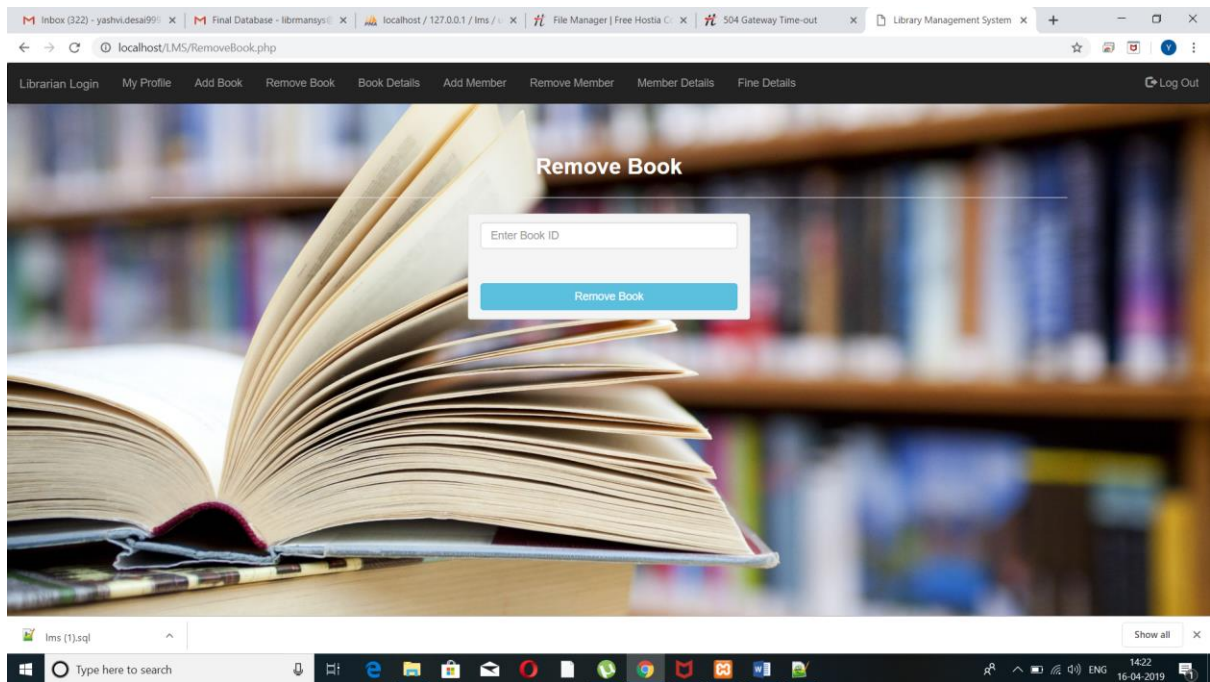 Inbox (322) - yashvi.desai999
Final Database - librmansys@
localhost / 127.0.0.1 / lms /
File Manager | Free Hostia
504 Gateway Time-out
Library Management System
localhost/LMS/RemoveBook.php
Librarian Login My Profile Add Book Remove Book Book Details Add Member Remove Member Member Details Fine Details Log Out
Remove Book
Enter Book ID
Remove Book
lms (1).sql
Show all
Type here to search
ENG
14:22
16-04-2019